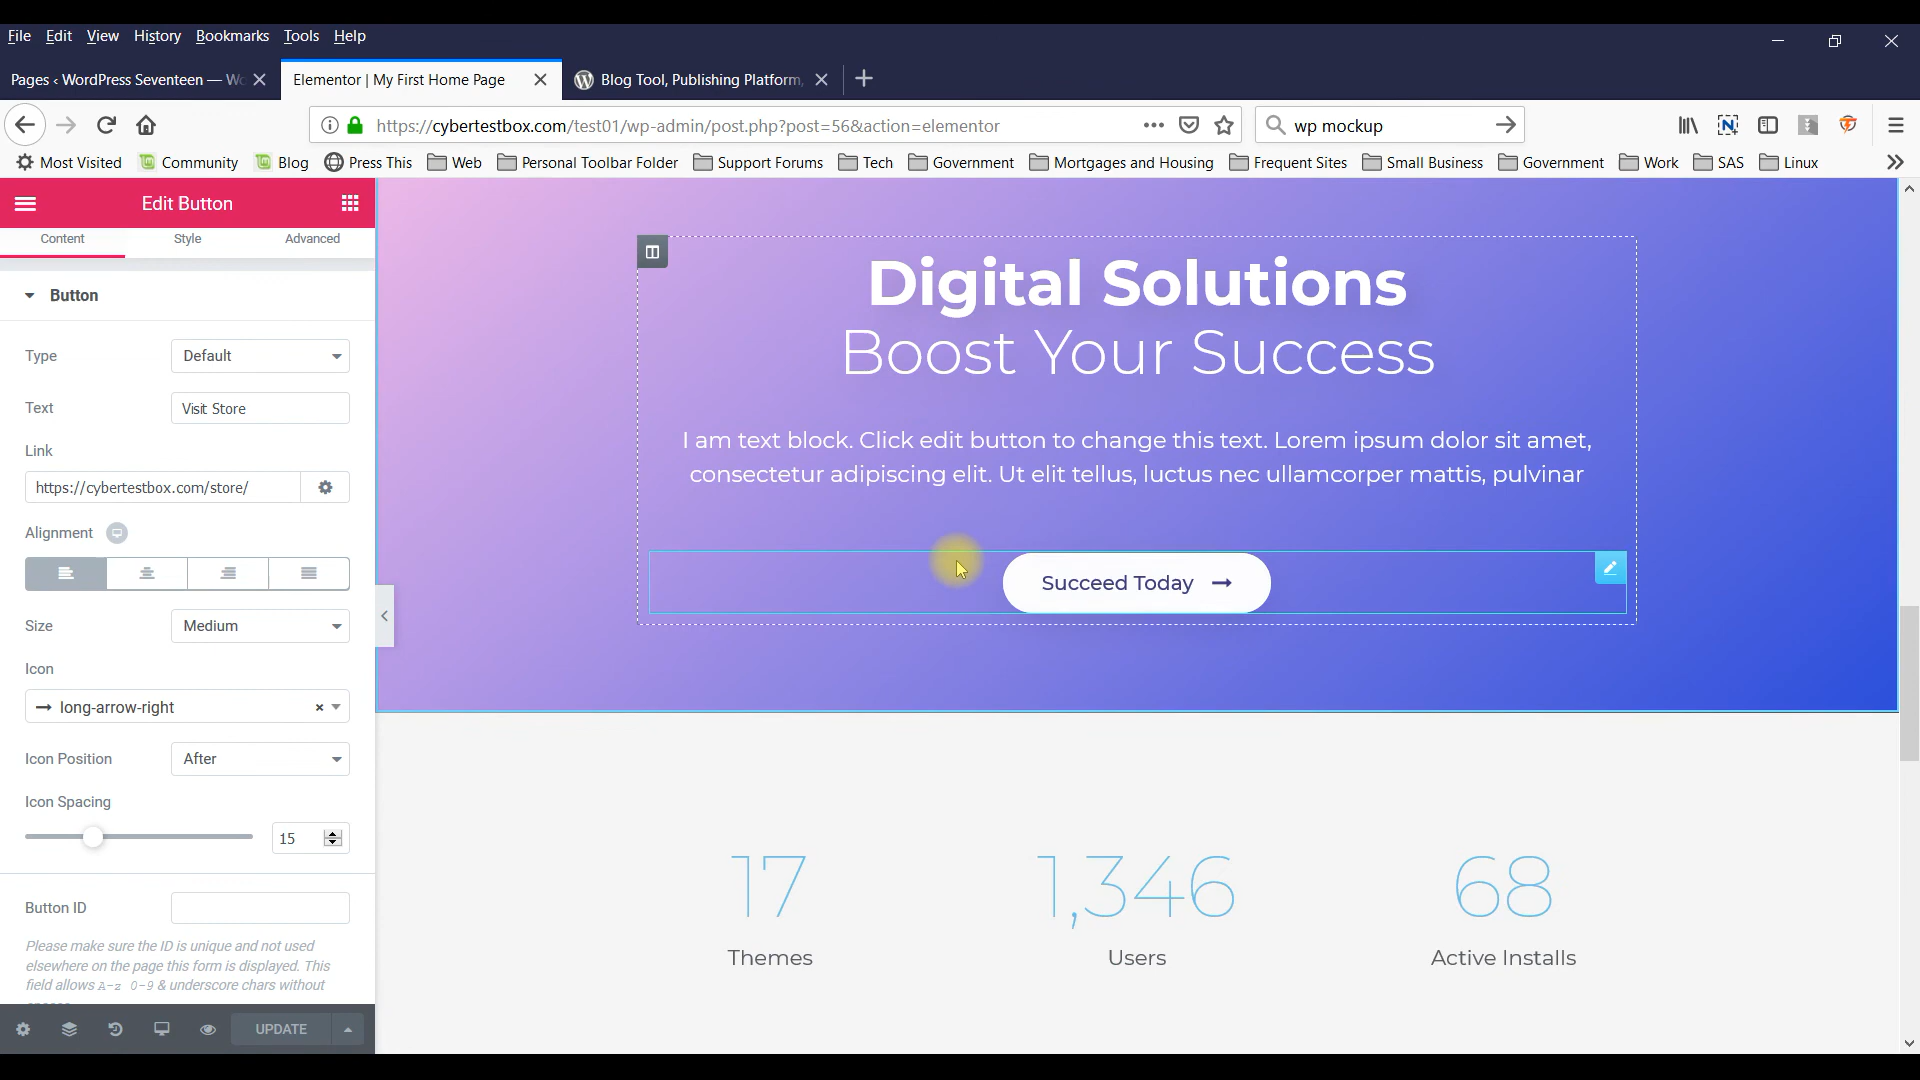 File Edit View History Bookmarks Tools Help
Pages ‹ WordPress Seventeen — Wo
Elementor | My First Home Page
Blog Tool, Publishing Platform,
https://cybertestbox.com/test01/wp-admin/post.php?post=56&action=elementor
wp mockup
Most Visited Community Blog Press This Web Personal Toolbar Folder Support Forums Tech Government Mortgages and Housing Frequent Sites Small Business Government Work SAS Linux
Edit Button
Content Style Advanced
Button
Type Default
Text Visit Store
Link
https://cybertestbox.com/store/
Alignment
Size Medium
Icon
long-arrow-right
Icon Position After
Icon Spacing
15
Button ID
Please make sure the ID is unique and not used
elsewhere on the page this form is displayed. This
field allows A-z 0-9 & underscore chars without
UPDATE
Digital Solutions
Boost Your Success
I am text block. Click edit button to change this text. Lorem ipsum dolor sit amet,
consectetur adipiscing elit. Ut elit tellus, luctus nec ullamcorper mattis, pulvinar
Succeed Today
17 1,346 68
Themes Users Active Installs